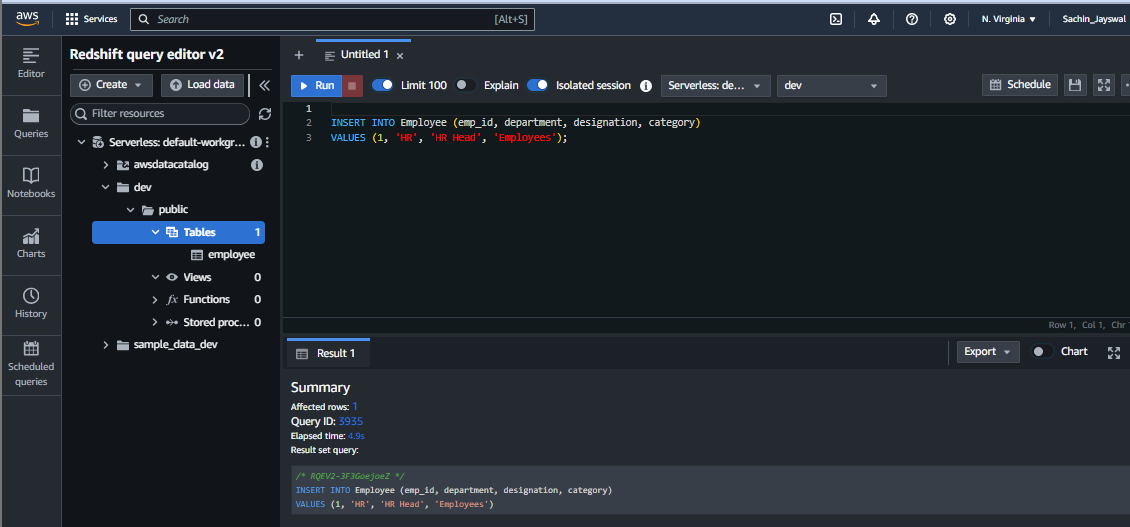 aws Services Search [Alt+S] N. Virginia Sachin_Jayswal
Editor
Queries
Notebooks
Charts
History
Scheduled
queries
Redshift query editor v2
Create Load data
Filter resources
Serverless: default-workgr...
awsdatacatalog
dev
public
Tables 1
employee
Views 0
fx Functions 0
Stored proc... 0
sample_data_dev
Untitled 1
Run Limit 100 Explain Isolated session Serverless: de... dev Schedule
1
2 INSERT INTO Employee (emp_id, department, designation, category)
3 VALUES (1, 'HR', 'HR Head', 'Employees');
Row 1, Col 1, Chr
Result 1 Export Chart
Summary
Affected rows: 1
Query ID: 3935
Elapsed time: 4.9s
Result set query:
/* RQEV2-3F3GoejoeZ */
INSERT INTO Employee (emp_id, department, designation, category)
VALUES (1, 'HR', 'HR Head', 'Employees')